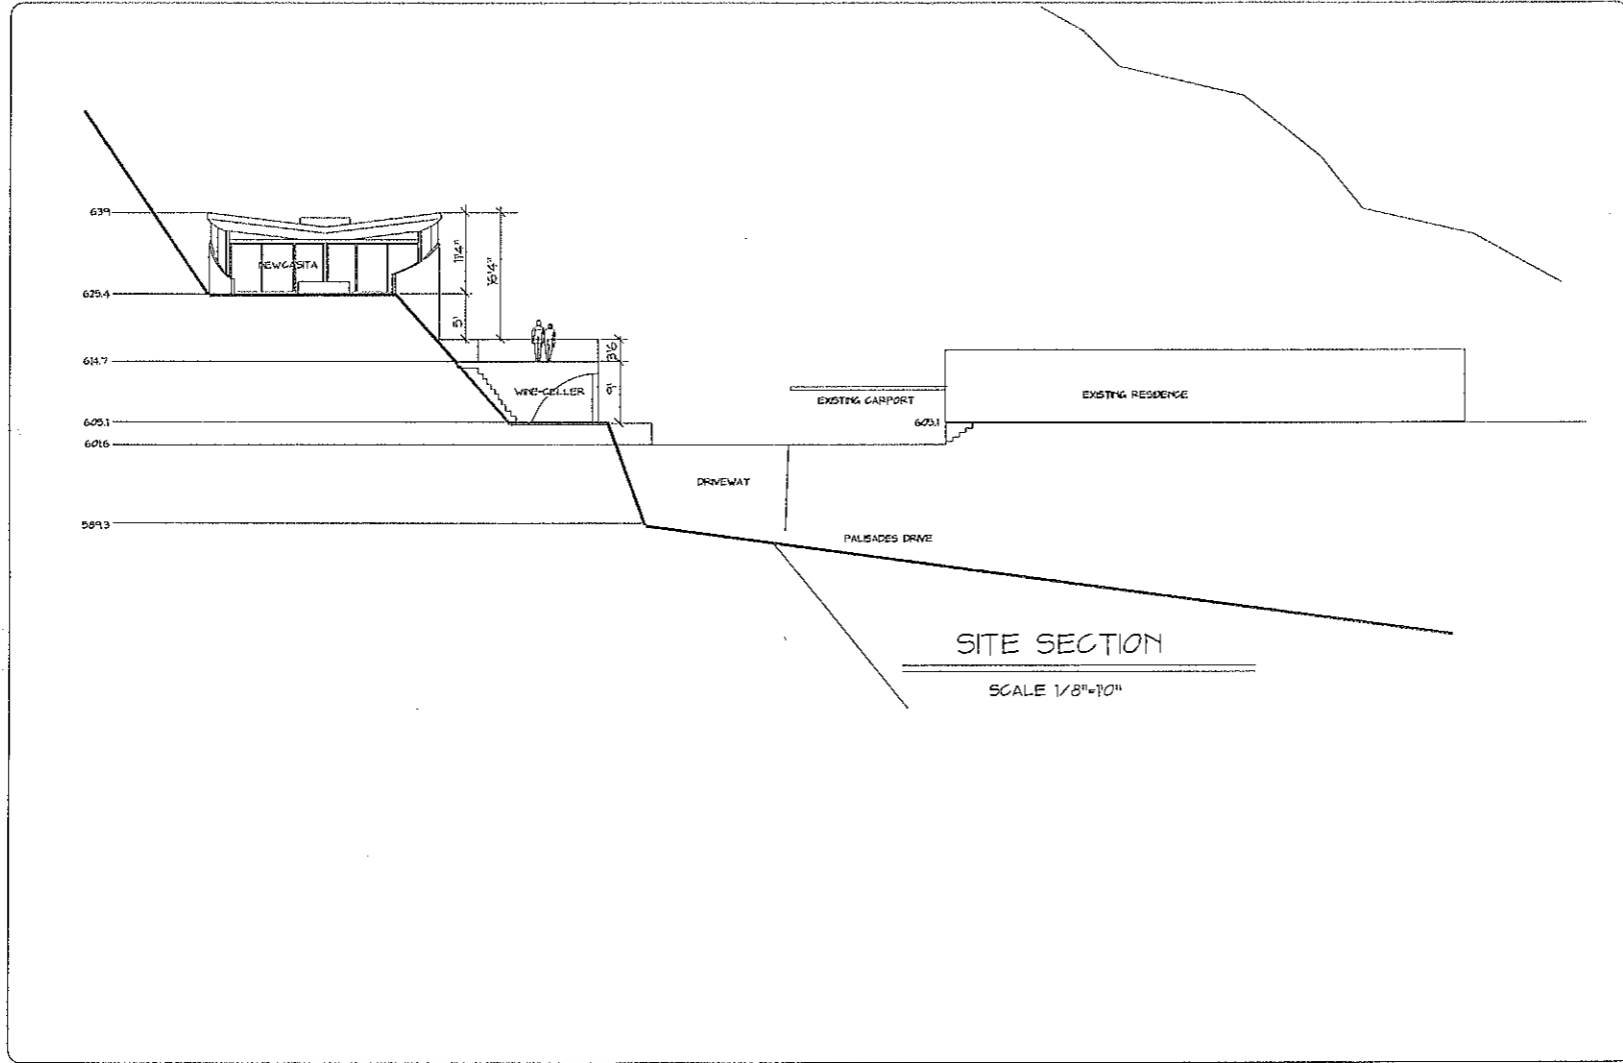 639
11'4"
16'4"
NEWCASITA
625.4
5'
3'6
614.7
WINE-CELLER
9'
EXISTING CARPORT
EXISTING RESIDENCE
605.1
605.1
601.6
DRIVEWAY
589.3
PALISADES DRIVE
SITE SECTION
SCALE 1/8"=1'0"